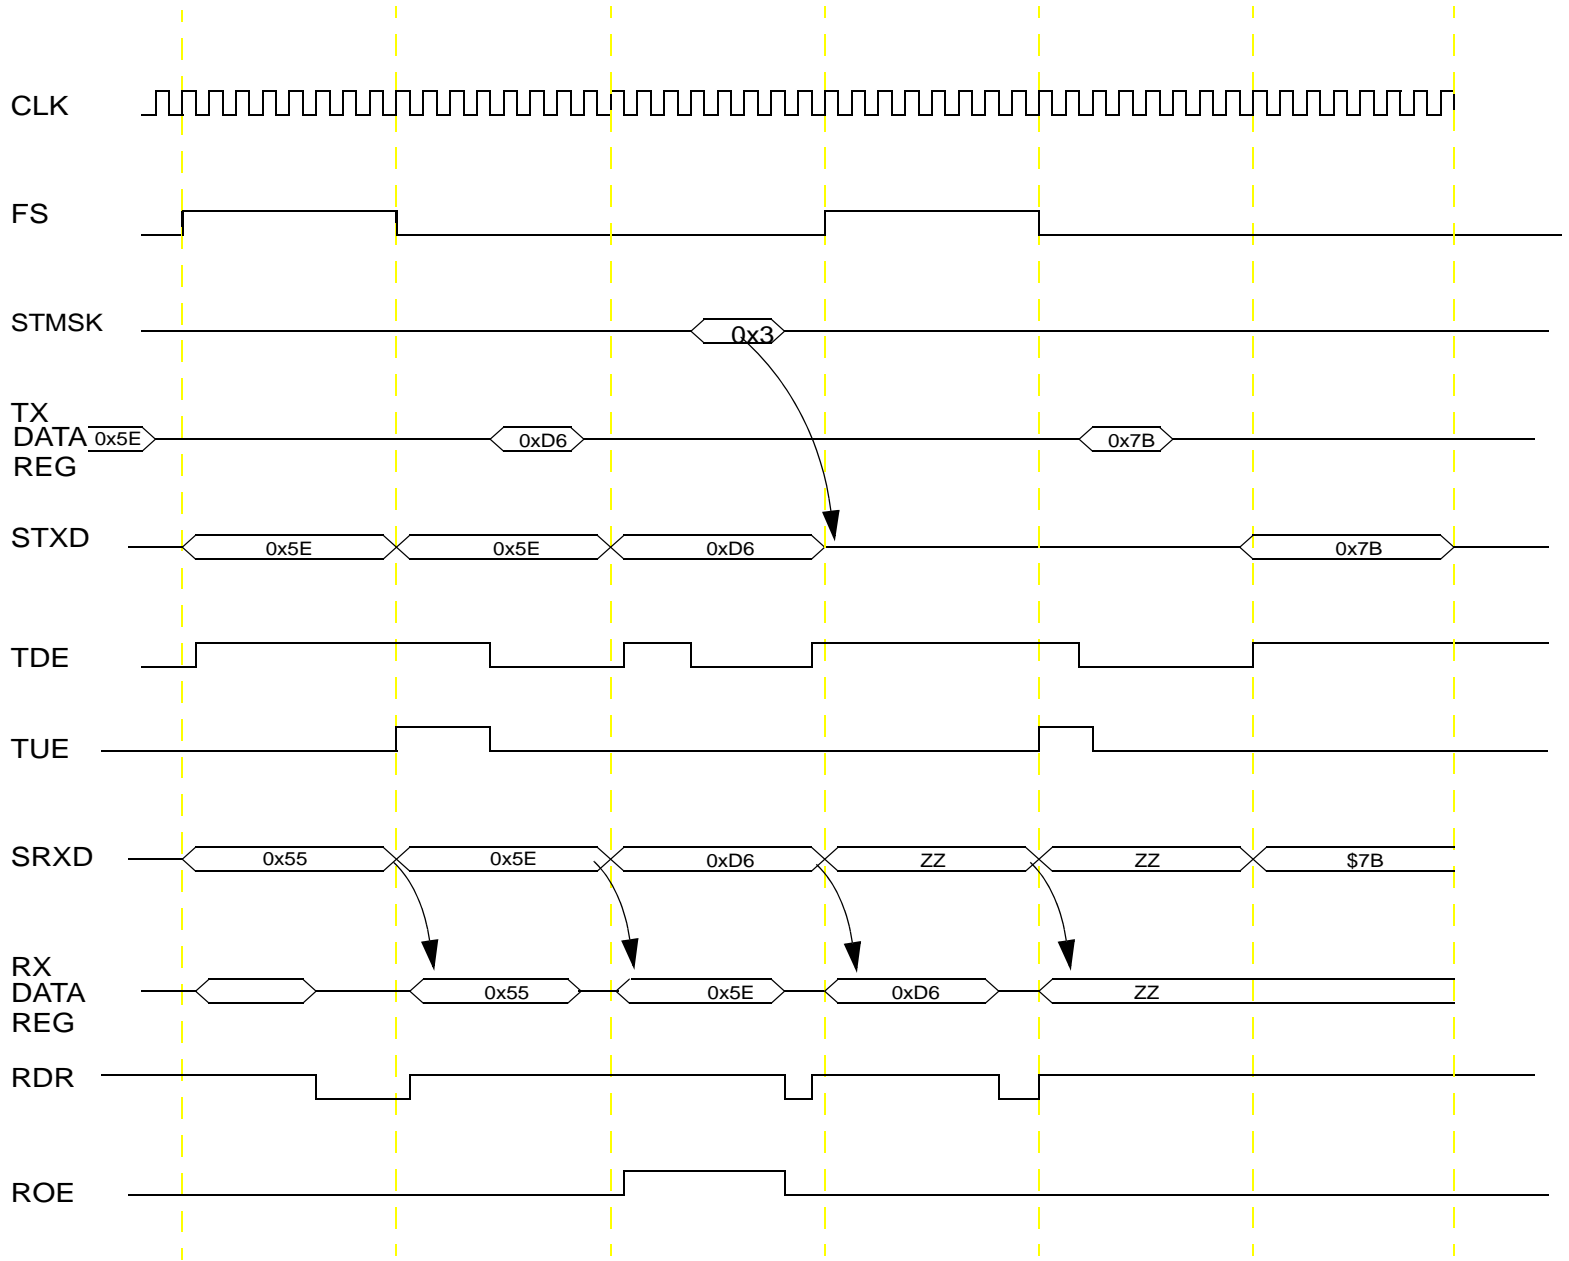 CLK
FS
STMSK
0x3
TX
DATA
REG
0x5E
0xD6
0x7B
STXD
0x5E
0x5E
0xD6
0x7B
TDE
TUE
SRXD
0x55
0x5E
0xD6
ZZ
ZZ
$7B
RX
DATA
REG
0x55
0x5E
0xD6
ZZ
RDR
ROE